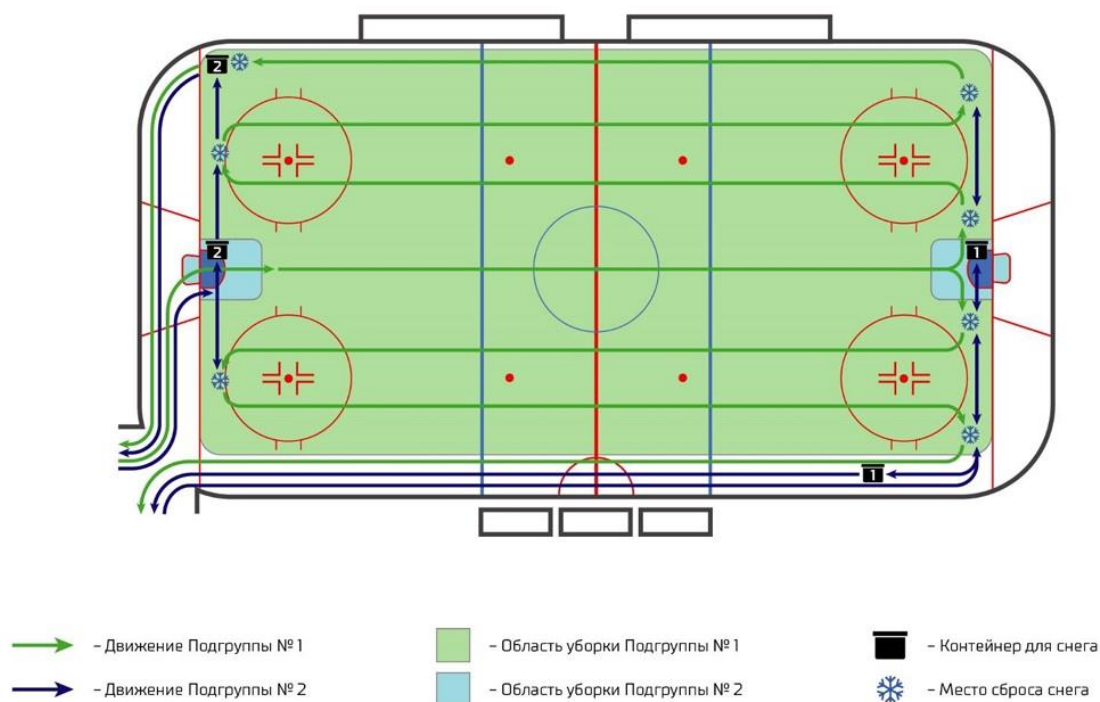 2
2
1
1
– Движение Подгруппы № 1
– Область уборки Подгруппы № 1
– Контейнер для снега
– Движение Подгруппы № 2
– Область уборки Подгруппы № 2
– Место сброса снега